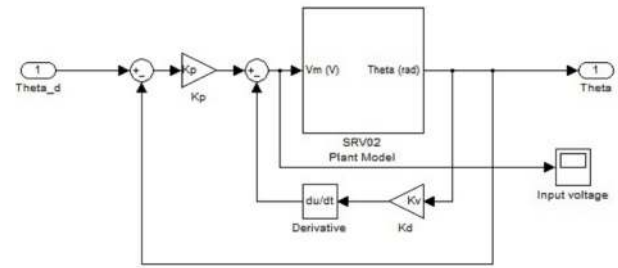 1
Theta_d
Kp
Kp
Vm (V)
Theta (rad)
SRV02
Plant Model
1
Theta
Input voltage
du/dt
Derivative
Kv
Kd